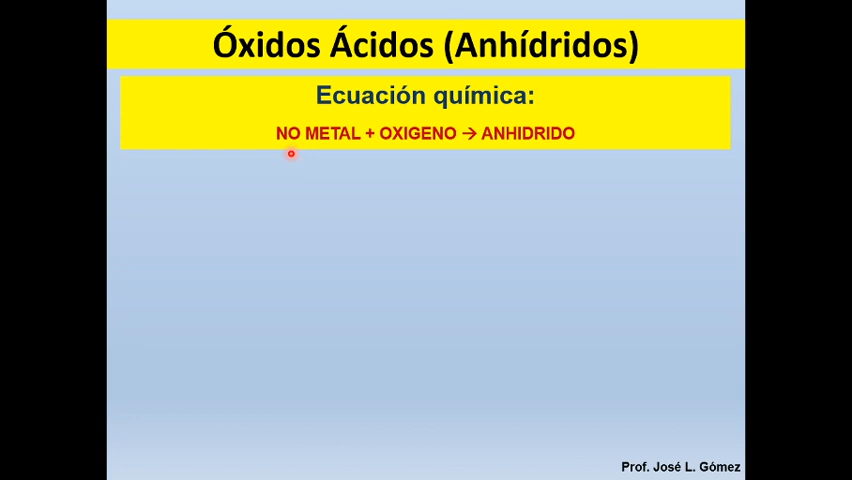 Óxidos Ácidos (Anhídridos)
Ecuación química:
NO METAL + OXIGENO → ANHIDRIDO
Prof. José L. Gómez